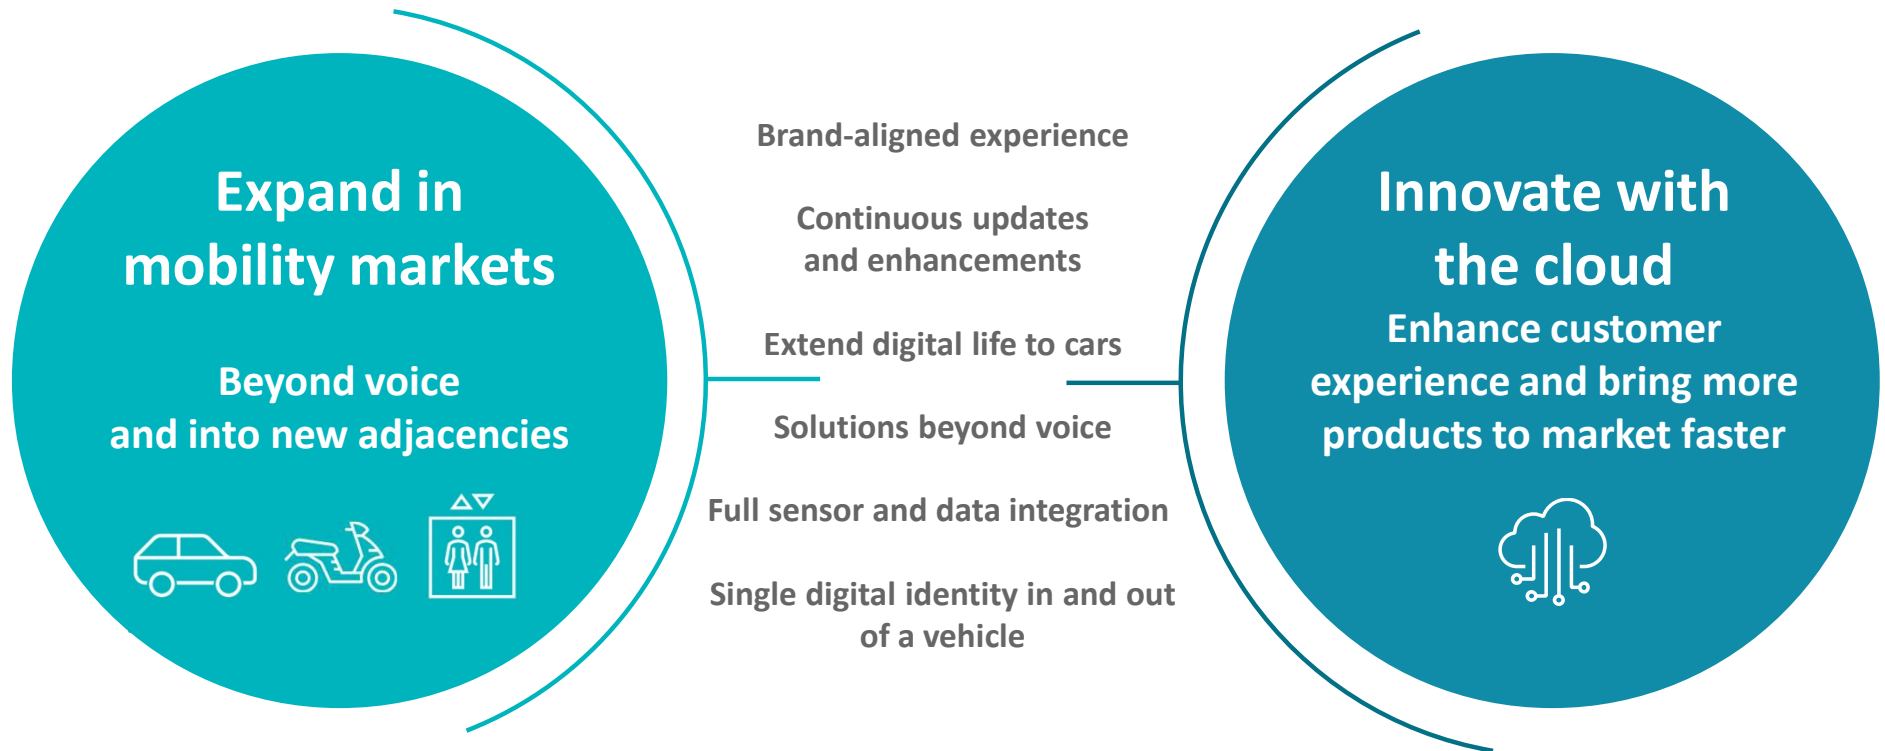 Expand in
mobility markets
Beyond voice
and into new adjacencies
Brand-aligned experience
Continuous updates
and enhancements
Extend digital life to cars
Solutions beyond voice
Full sensor and data integration
Single digital identity in and out
of a vehicle
Innovate with
the cloud
Enhance customer
experience and bring more
products to market faster